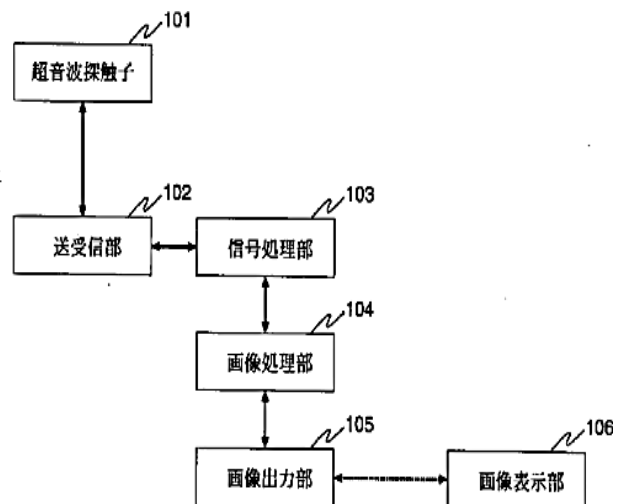 101
超音波探触子
102
送受信部
103
信号処理部
104
画像処理部
105
画像出力部
106
画像表示部